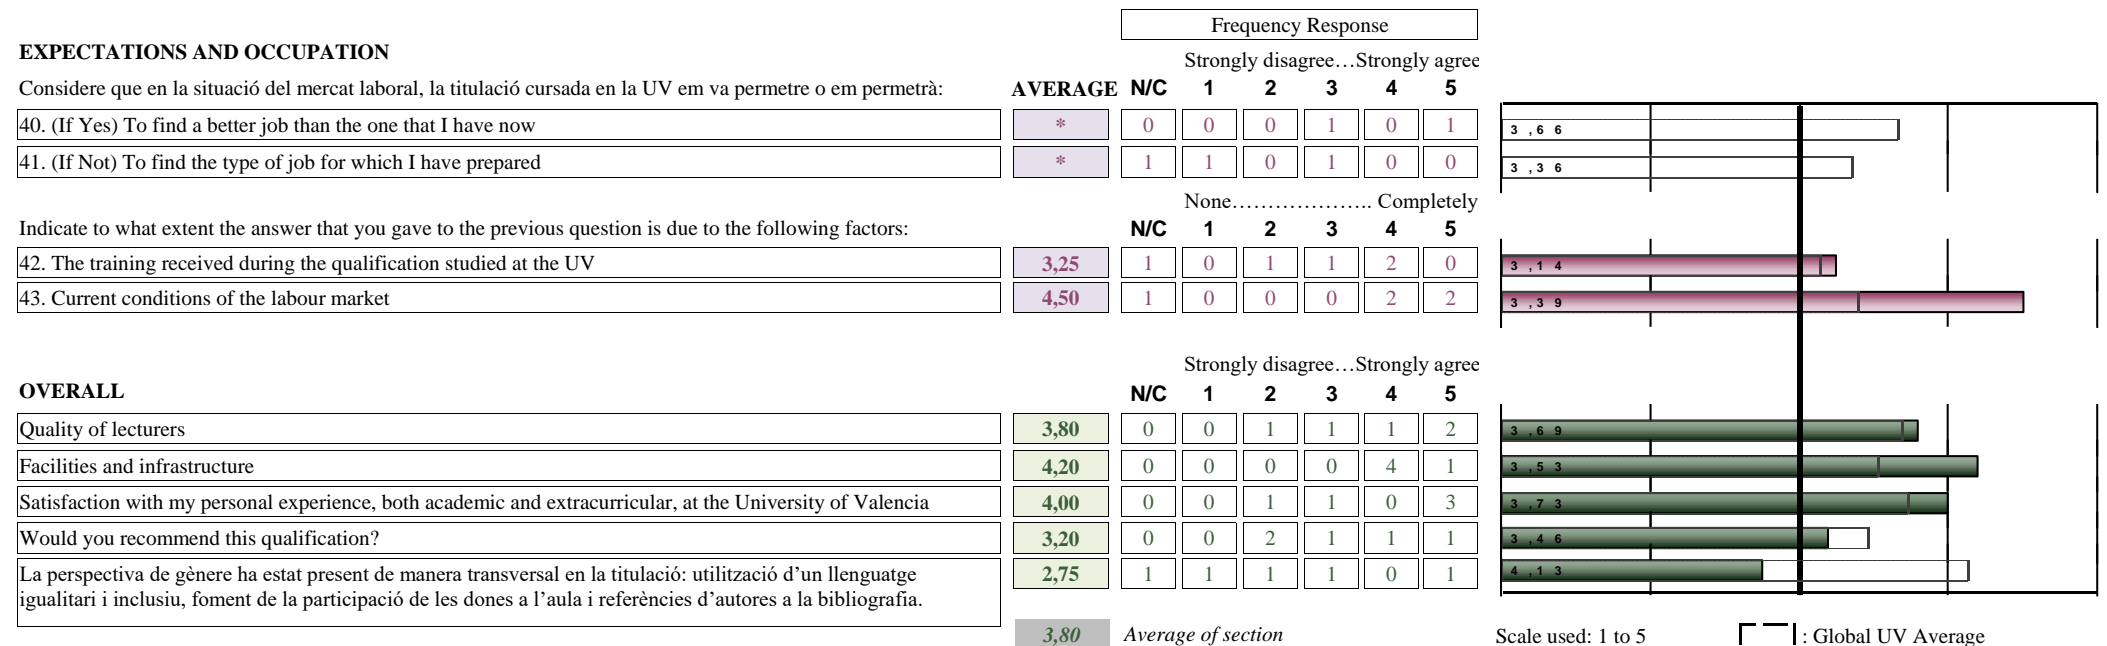 Frequency Response
EXPECTATIONS AND OCCUPATION
Strongly disagree…Strongly agree
Considere que en la situació del mercat laboral, la titulació cursada en la UV em va permetre o em permetrà: AVERAGE N/C 1 2 3 4 5
40. (If Yes) To find a better job than the one that I have now * 0 0 0 1 0 1 3,66
41. (If Not) To find the type of job for which I have prepared * 1 1 0 1 0 0 3,36
None………………….. Completely
Indicate to what extent the answer that you gave to the previous question is due to the following factors: N/C 1 2 3 4 5
42. The training received during the qualification studied at the UV 3,25 1 0 1 1 2 0 3,14
43. Current conditions of the labour market 4,50 1 0 0 0 2 2 3,39
Strongly disagree…Strongly agree
OVERALL N/C 1 2 3 4 5
Quality of lecturers 3,80 0 0 1 1 1 2 3,69
Facilities and infrastructure 4,20 0 0 0 0 4 1 3,53
Satisfaction with my personal experience, both academic and extracurricular, at the University of Valencia 4,00 0 0 1 1 0 3 3,73
Would you recommend this qualification? 3,20 0 0 2 1 1 1 3,46
La perspectiva de gènere ha estat present de manera transversal en la titulació: utilització d’un llenguatge 2,75 1 1 1 1 0 1 4,13
igualitari i inclusiu, foment de la participació de les dones a l’aula i referències d’autores a la bibliografia.
3,80 Average of section Scale used: 1 to 5 : Global UV Average